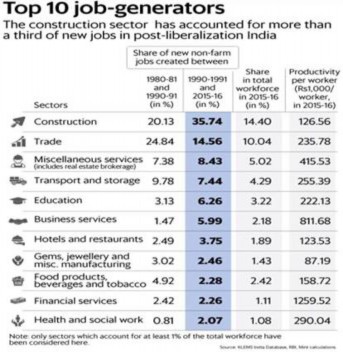 Top 10 job-generators
The construction sector has accounted for more than
a third of new jobs in post-liberalization India
Share of new non-farm
jobs created between
Sectors
1980-81
and
1990-91
(in %)
1990-1991
and
2015-16
(in %)
Share
in total
workforce
in 2015-16
(in %)
Productivity
per worker
(Rs1,000/
worker,
in 2015-16)
Construction 20.13 35.74 14.40 126.56
Trade 24.84 14.56 10.04 235.78
Miscellaneous services 7.38 8.43 5.02 415.53
(includes real estate brokerage)
Transport and storage 9.78 7.44 4.29 255.39
Education 3.13 6.26 3.22 222.13
Business services 1.47 5.99 2.18 811.68
Hotels and restaurants 2.49 3.75 1.89 123.53
Gems, jewellery and
misc. manufacturing 3.02 2.46 1.43 87.19
Food products,
beverages and tobacco 4.92 2.28 2.42 158.72
Financial services 2.42 2.26 1.11 1259.52
Health and social work 0.81 2.07 1.08 290.04
Note: only sectors which account for at least 1% of the total workforce have
been considered here.
Source: KLEMS India Database, RBI, Mint calculations